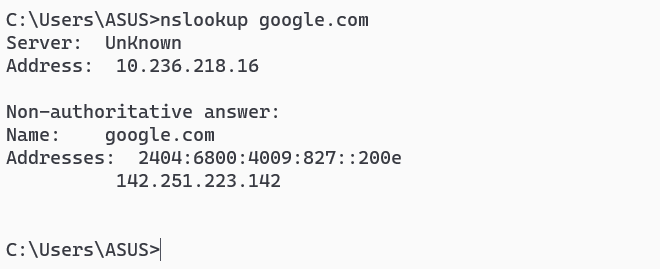 C:\Users\ASUS>nslookup google.com
Server:  UnKnown
Address:  10.236.218.16
Non-authoritative answer:
Name:    google.com
Addresses:  2404:6800:4009:827::200e
          142.251.223.142
C:\Users\ASUS>